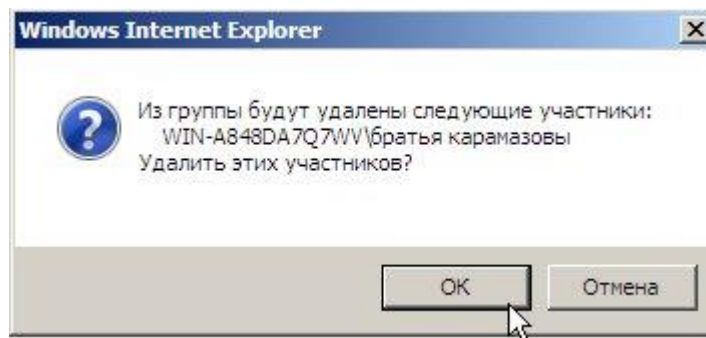 Windows Internet Explorer
Из группы будут удалены следующие участники:
WIN-A848DA7Q7WV\братья карамазовы
Удалить этих участников?
OK
Отмена